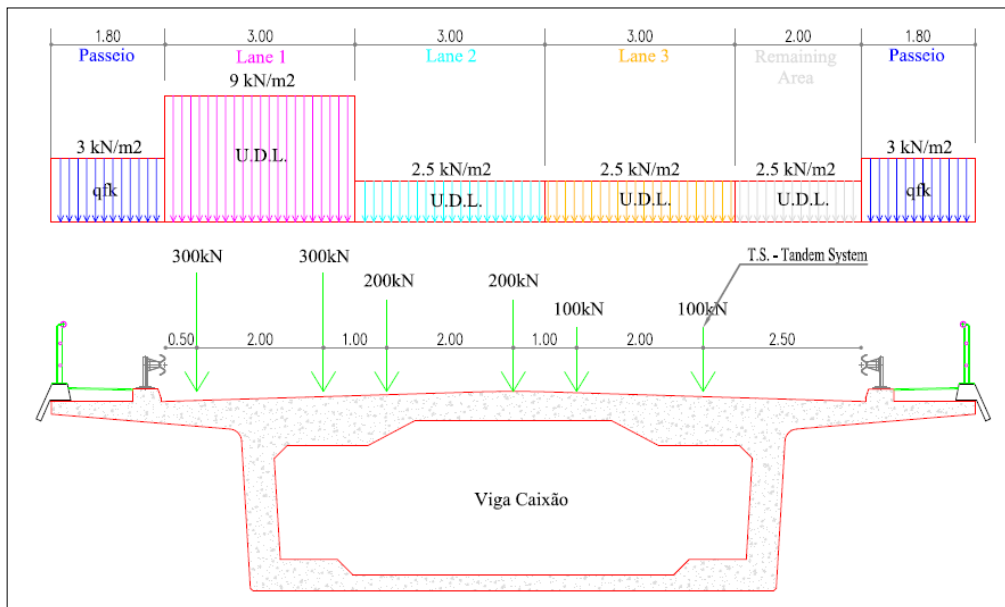 1.80 3.00 3.00 3.00 2.00 1.80
Passeio Lane 1 Lane 2 Lane 3 Remaining Area Passeio
9 kN/m2
3 kN/m2 3 kN/m2
U.D.L.
2.5 kN/m2 2.5 kN/m2 2.5 kN/m2
qfk U.D.L. U.D.L. U.D.L. qfk
300kN 300kN T.S. - Tandem System
200kN 200kN
100kN 100kN
0.50 2.00 1.00 2.00 1.00 2.00 2.50
Viga Caixão